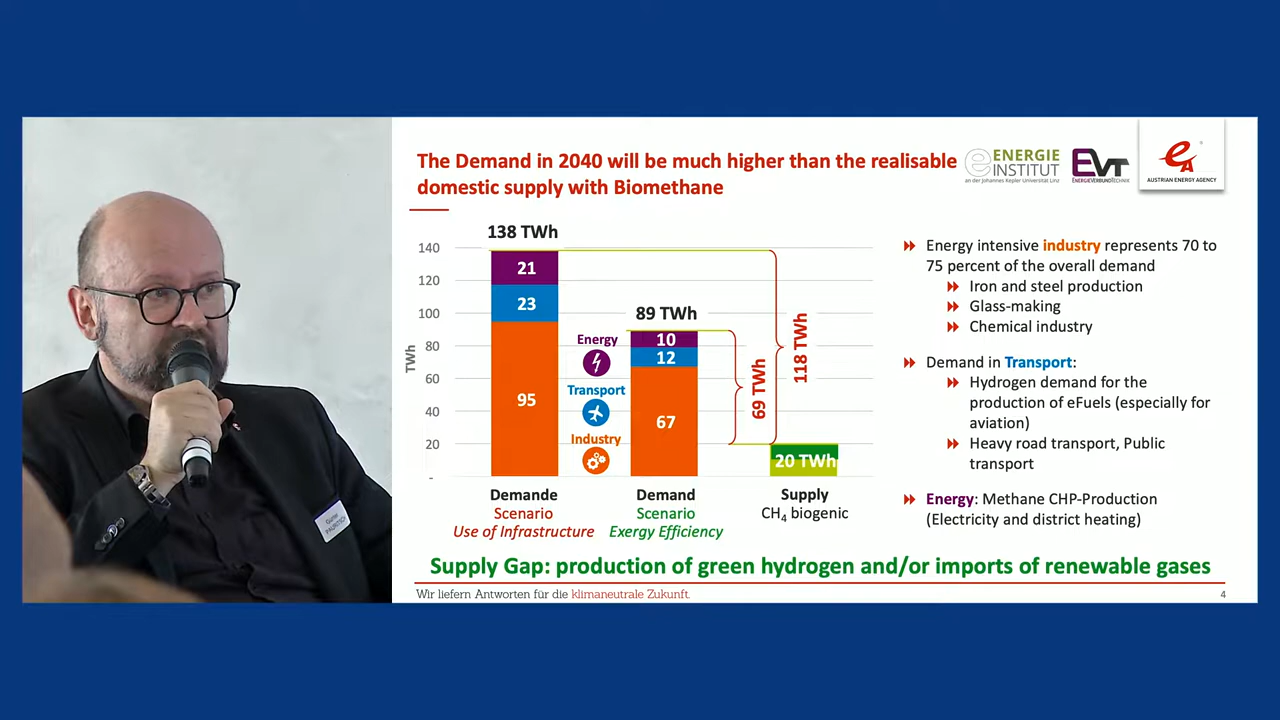 The Demand in 2040 will be much higher than the realisable
domestic supply with Biomethane
ENERGIE
INSTITUT
an der Johannes Kepler Universität Linz
EVT
ENERGIEVERBUNDTECHNIK
AUSTRIAN ENERGY AGENCY
TWh
140
120
100
80
60
40
20
-
138 TWh
21
23
95
Energy
Transport
Industry
89 TWh
10
12
67
69 TWh
118 TWh
20 TWh
Demande
Scenario
Use of Infrastructure
Demand
Scenario
Exergy Efficiency
Supply
CH4 biogenic
Energy intensive industry represents 70 to
75 percent of the overall demand
Iron and steel production
Glass-making
Chemical industry
Demand in Transport:
Hydrogen demand for the
production of eFuels (especially for
aviation)
Heavy road transport, Public
transport
Energy: Methane CHP-Production
(Electricity and district heating)
Supply Gap: production of green hydrogen and/or imports of renewable gases
Wir liefern Antworten für die klimaneutrale Zukunft.
4